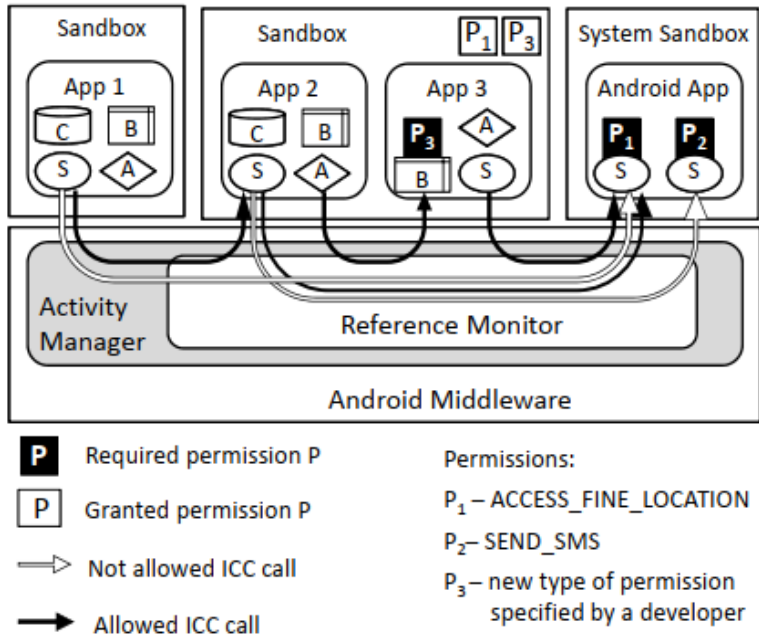 Sandbox
Sandbox
P1 P3
System Sandbox
App 1
App 2
App 3
Android App
C B
C B
P3
A
P1 P2
S A
S A
B S
S S
Activity
Manager
Reference Monitor
Android Middleware
P Required permission P
P Granted permission P
Not allowed ICC call
Allowed ICC call
Permissions:
P1 – ACCESS_FINE_LOCATION
P2– SEND_SMS
P3 – new type of permission
specified by a developer